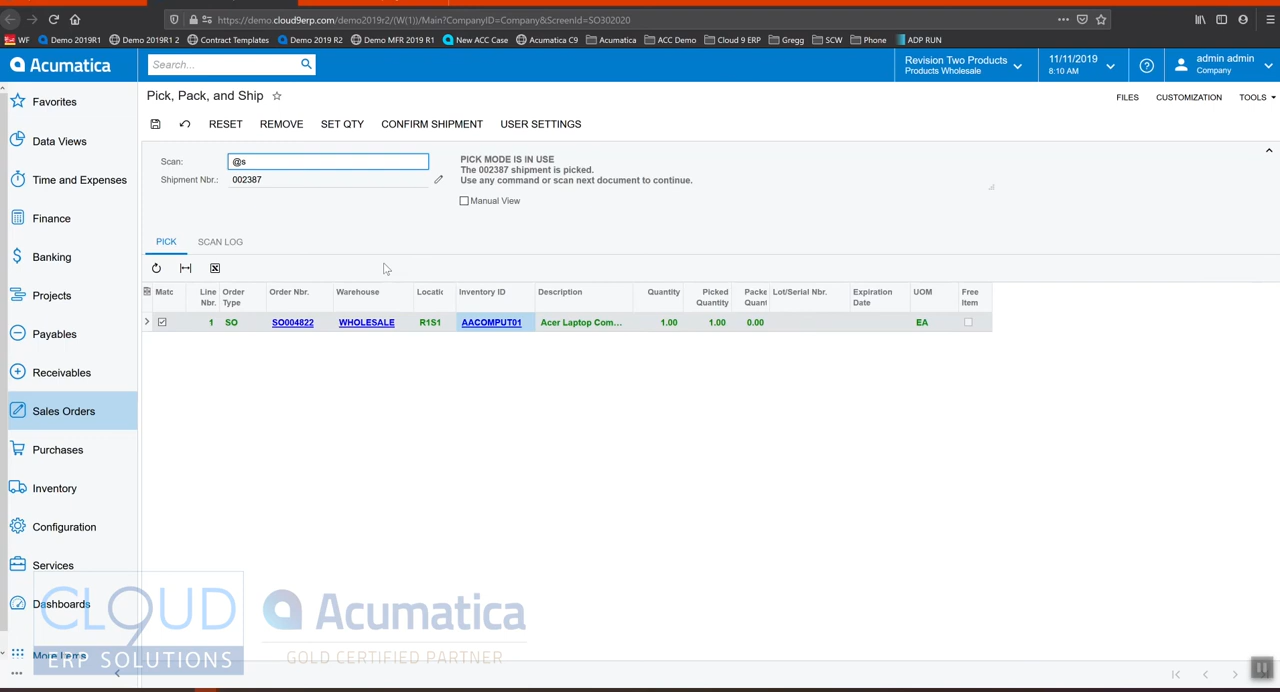 https://demo.cloud9erp.com/demo2019r2/(W(1))/Main?CompanyID=Company&ScreenId=SO302020
WF
Demo 2019R1
Demo 2019R1 2
Contract Templates
Demo 2019 R2
Demo MFR 2019 R1
New ACC Case
Acumatica C9
Acumatica
ACC Demo
Cloud 9 ERP
Gregg
SCW
Phone
ADP RUN
Acumatica
Search...
Revision Two Products
Products Wholesale
11/11/2019
8:10 AM
admin admin
Company
Favorites
Data Views
Time and Expenses
Finance
Banking
Projects
Payables
Receivables
Sales Orders
Purchases
Inventory
Configuration
Services
Dashboards
More Items
Pick, Pack, and Ship
FILES
CUSTOMIZATION
TOOLS
RESET
REMOVE
SET QTY
CONFIRM SHIPMENT
USER SETTINGS
Scan:
@s
Shipment Nbr.:
002387
PICK MODE IS IN USE
The 002387 shipment is picked.
Use any command or scan next document to continue.
Manual View
PICK
SCAN LOG
Matc
Line Nbr.
Order Type
Order Nbr.
Warehouse
Locatic
Inventory ID
Description
Quantity
Picked Quantity
Packe Quant
Lot/Serial Nbr.
Expiration Date
UOM
Free Item
1
SO
SO004822
WHOLESALE
R1S1
AACOMPUT01
Acer Laptop Com...
1.00
1.00
0.00
EA
CLOUD
9
ERP SOLUTIONS
Acumatica
GOLD CERTIFIED PARTNER